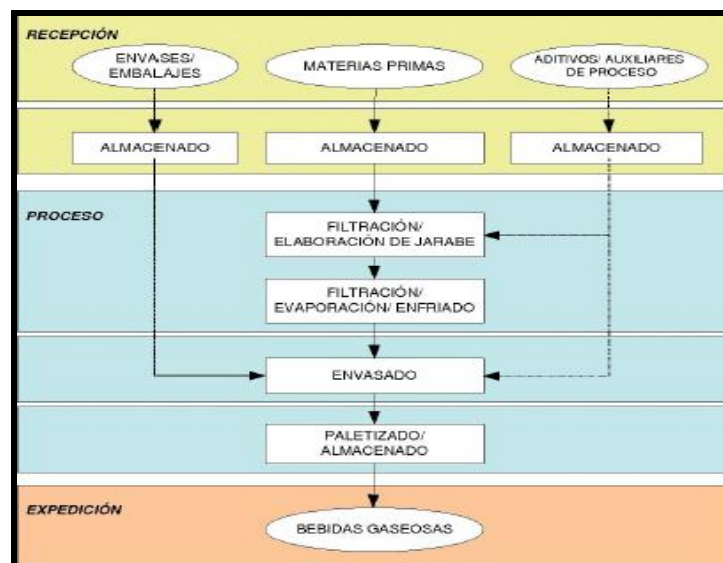 RECEPCIÓN
ENVASES/
EMBALAJES
MATERIAS PRIMAS
ADITIVOS/ AUXILIARES
DE PROCESO
ALMACENADO
ALMACENADO
ALMACENADO
PROCESO
FILTRACIÓN/
ELABORACIÓN DE JARABE
FILTRACIÓN/
EVAPORACIÓN/ ENFRIADO
ENVASADO
PALETIZADO/
ALMACENADO
EXPEDICIÓN
BEBIDAS GASEOSAS